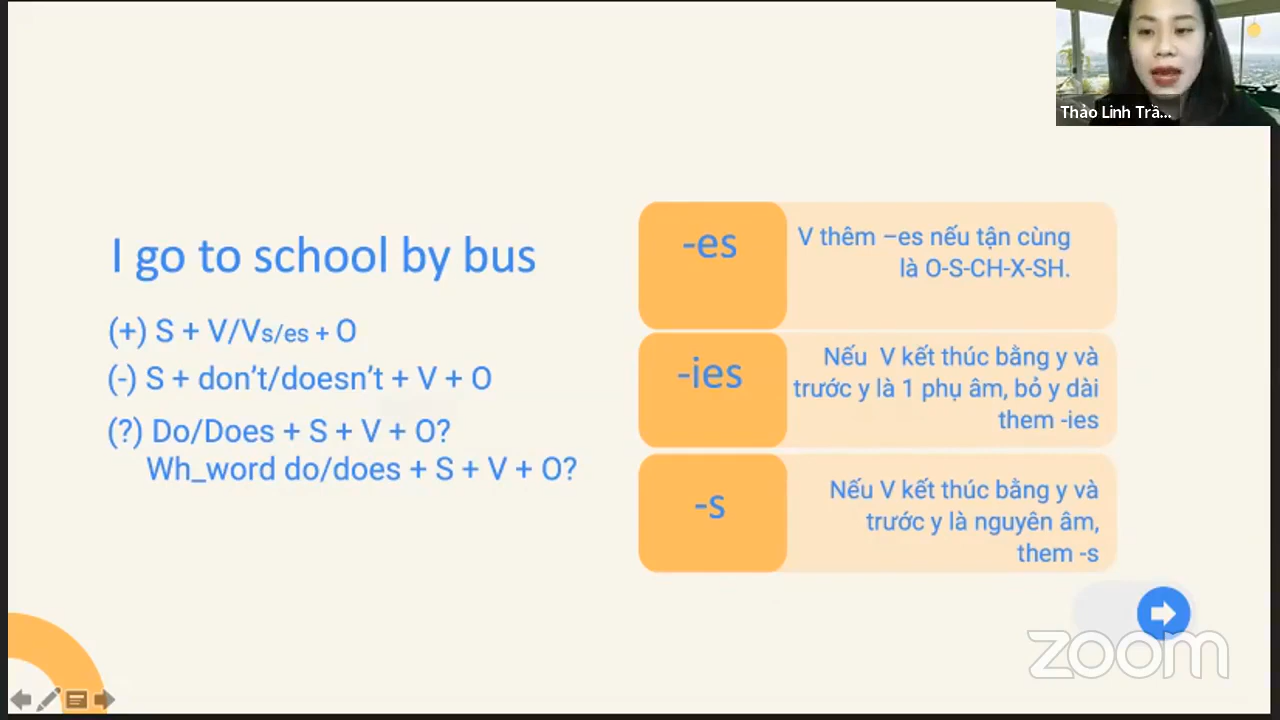 Thảo Linh Trầ...
I go to school by bus
(+) S + V/Vs/es + O
(-) S + don’t/doesn’t + V + O
(?) Do/Does + S + V + O?
Wh_word do/does + S + V + O?
-es
V thêm –es nếu tận cùng
là O-S-CH-X-SH.
-ies
Nếu V kết thúc bằng y và
trước y là 1 phụ âm, bỏ y dài
them -ies
-s
Nếu V kết thúc bằng y và
trước y là nguyên âm,
them -s
zoom